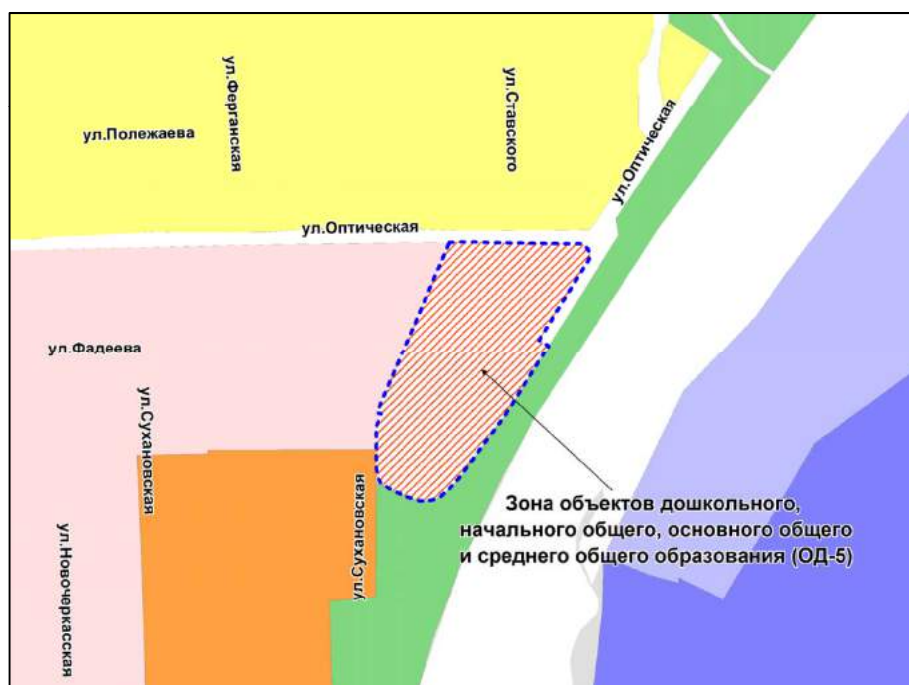 ул.Полежаева
ул.Ферганская
ул.Ставского
ул.Оптическая
ул.Оптическая
ул.Фадеева
ул.Сухановская
ул.Сухановская
ул.Новочеркасская
Зона объектов дошкольного,
начального общего, основного общего
и среднего общего образования (ОД-5)